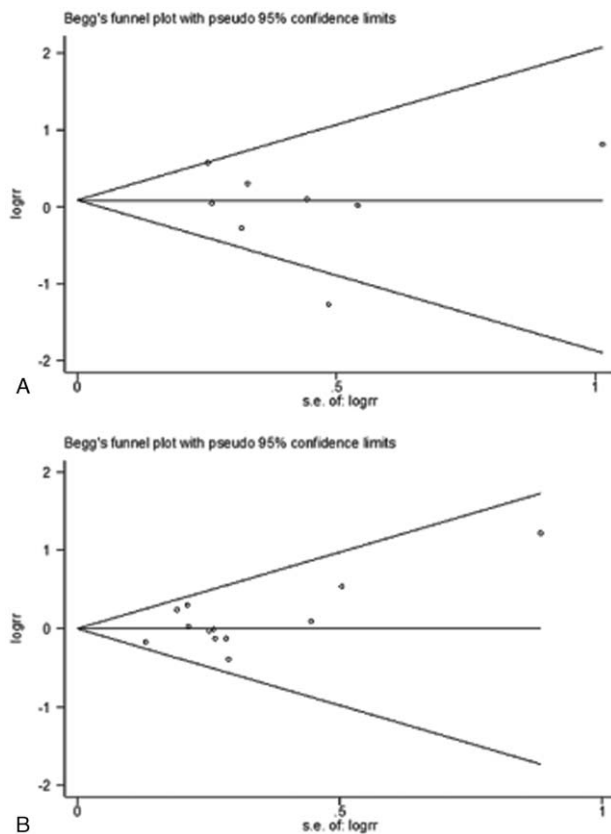 Begg's funnel plot with pseudo 95% confidence limits
2
1
0
-1
-2
logrr
0
.5
1
s.e. of: logrr
A
Begg's funnel plot with pseudo 95% confidence limits
2
1
0
-1
-2
logrr
0
.5
1
s.e. of: logrr
B